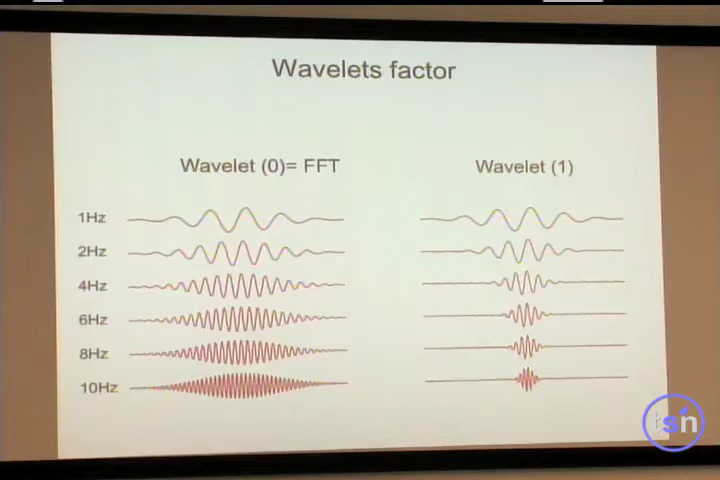 Wavelets factor
Wavelet (0)= FFT
Wavelet (1)
1Hz
2Hz
4Hz
6Hz
8Hz
10Hz
sn